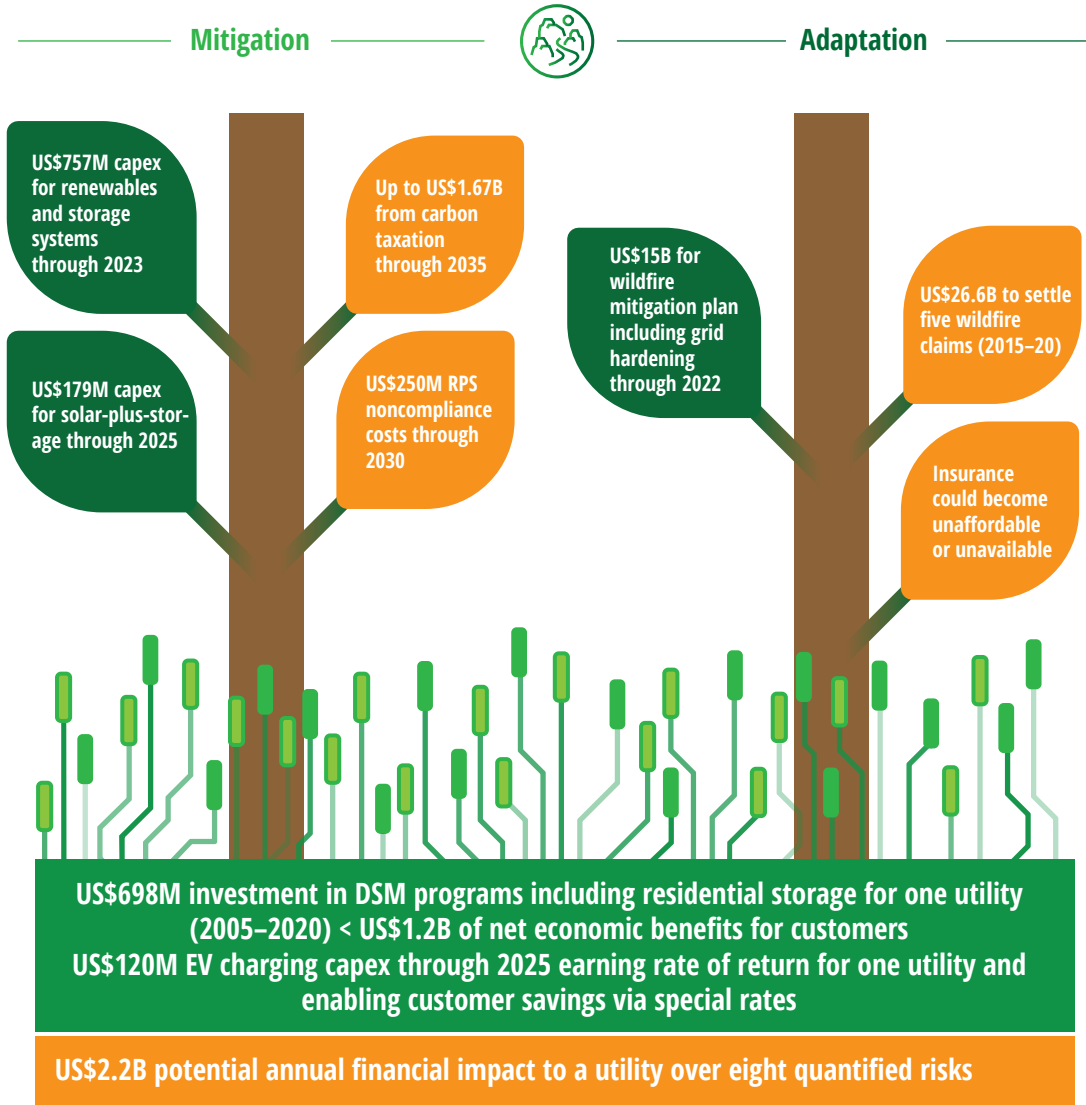 Mitigation
Adaptation
US$757M capex
for renewables
and storage
systems
through 2023
Up to US$1.67B
from carbon
taxation
through 2035
US$179M capex
for solar-plus-stor-
age through 2025
US$250M RPS
noncompliance
costs through
2030
US$15B for
wildfire
mitigation plan
including grid
hardening
through 2022
US$26.6B to settle
five wildfire
claims (2015–20)
Insurance
could become
unaffordable
or unavailable
US$698M investment in DSM programs including residential storage for one utility
(2005–2020) < US$1.2B of net economic benefits for customers
US$120M EV charging capex through 2025 earning rate of return for one utility and
enabling customer savings via special rates
US$2.2B potential annual financial impact to a utility over eight quantified risks